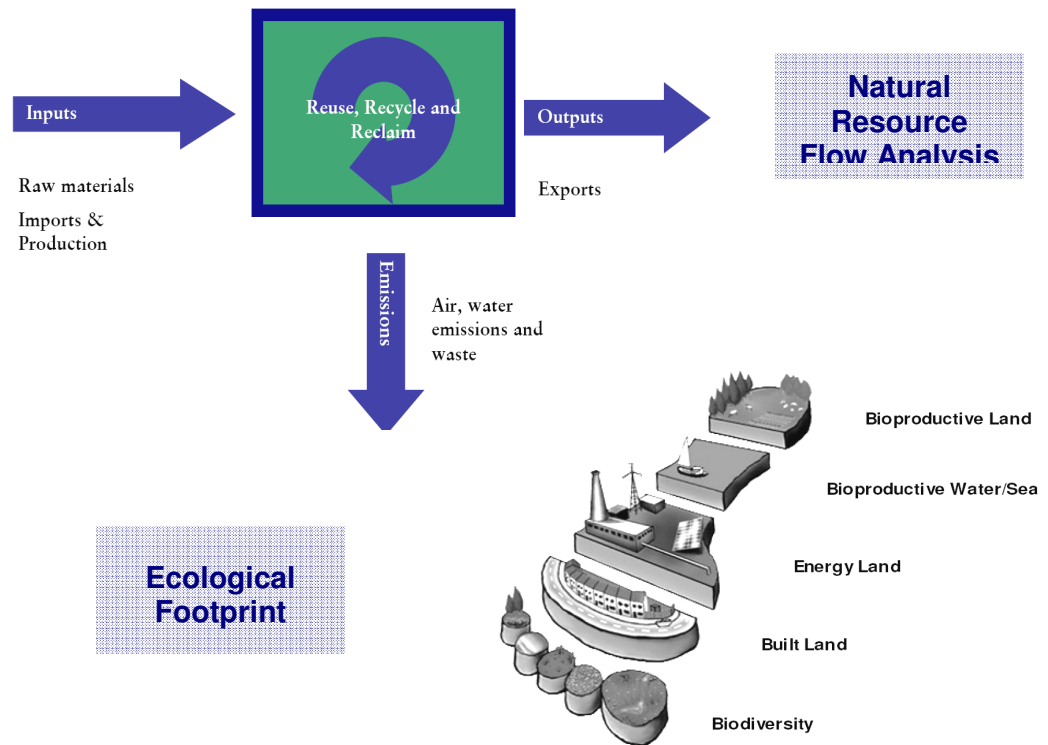 Inputs
Raw materials
Imports &
Production
Reuse, Recycle and
Reclaim
Outputs
Exports
Natural
Resource
Flow Analysis
Emissions
Air, water
emissions and
waste
Bioproductive Land
Bioproductive Water/Sea
Energy Land
Built Land
Biodiversity
Ecological
Footprint